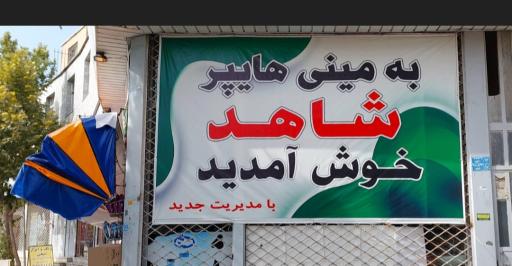 به مینی هایپر
شاهد
خوش آمدید
با مدیریت جدید